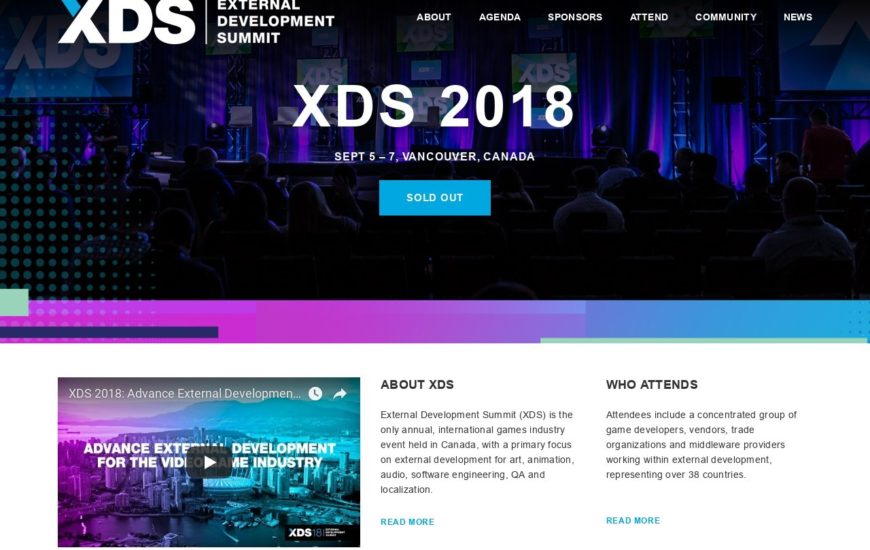 XDS
EXTERNAL
DEVELOPMENT
SUMMIT
ABOUT
AGENDA
SPONSORS
ATTEND
COMMUNITY
NEWS
XDS
XDS
XDS
XDS 2018
SEPT 5 – 7, VANCOUVER, CANADA
SOLD OUT
XDS 2018: Advance External Developmen...
ADVANCE EXTERNAL DEVELOPMENT
FOR THE VIDEO GAME INDUSTRY
XDS18
EXTERNAL
DEVELOPMENT
SUMMIT
ABOUT XDS
External Development Summit (XDS) is the
only annual, international games industry
event held in Canada, with a primary focus
on external development for art, animation,
audio, software engineering, QA and
localization.
READ MORE
WHO ATTENDS
Attendees include a concentrated group of
game developers, vendors, trade
organizations and middleware providers
working within external development,
representing over 38 countries.
READ MORE